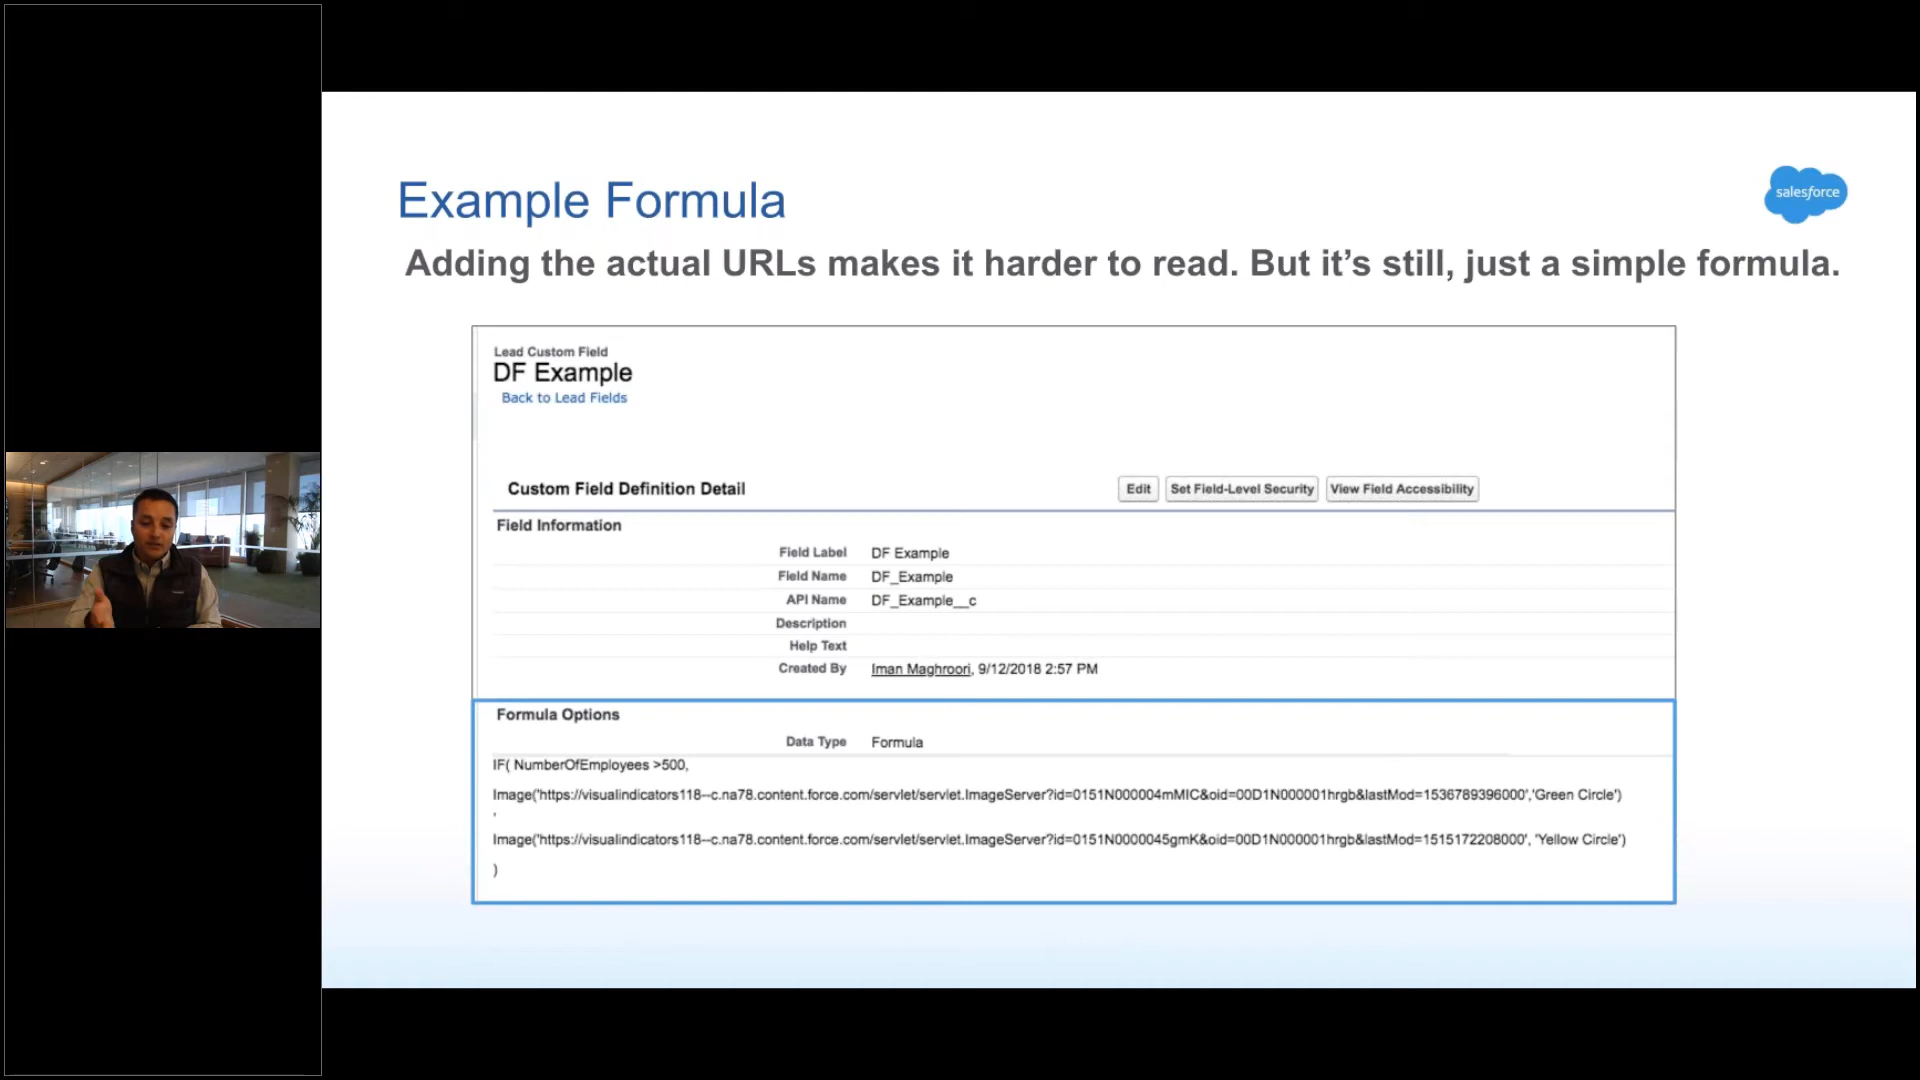 Example Formula
salesforce
Adding the actual URLs makes it harder to read. But it’s still, just a simple formula.
Lead Custom Field
DF Example
Back to Lead Fields
Custom Field Definition Detail
Edit
Set Field-Level Security
View Field Accessibility
Field Information
Field Label DF Example
Field Name DF_Example
API Name DF_Example__c
Description
Help Text
Created By Iman Maghroori, 9/12/2018 2:57 PM
Formula Options
Data Type Formula
IF( NumberOfEmployees >500,
Image('https://visualindicators118--c.na78.content.force.com/servlet/servlet.ImageServer?id=0151N000004mMIC&oid=00D1N000001hrgb&lastMod=1536789396000','Green Circle')
,
Image('https://visualindicators118--c.na78.content.force.com/servlet/servlet.ImageServer?id=0151N0000045gmK&oid=00D1N000001hrgb&lastMod=1515172208000', 'Yellow Circle')
)